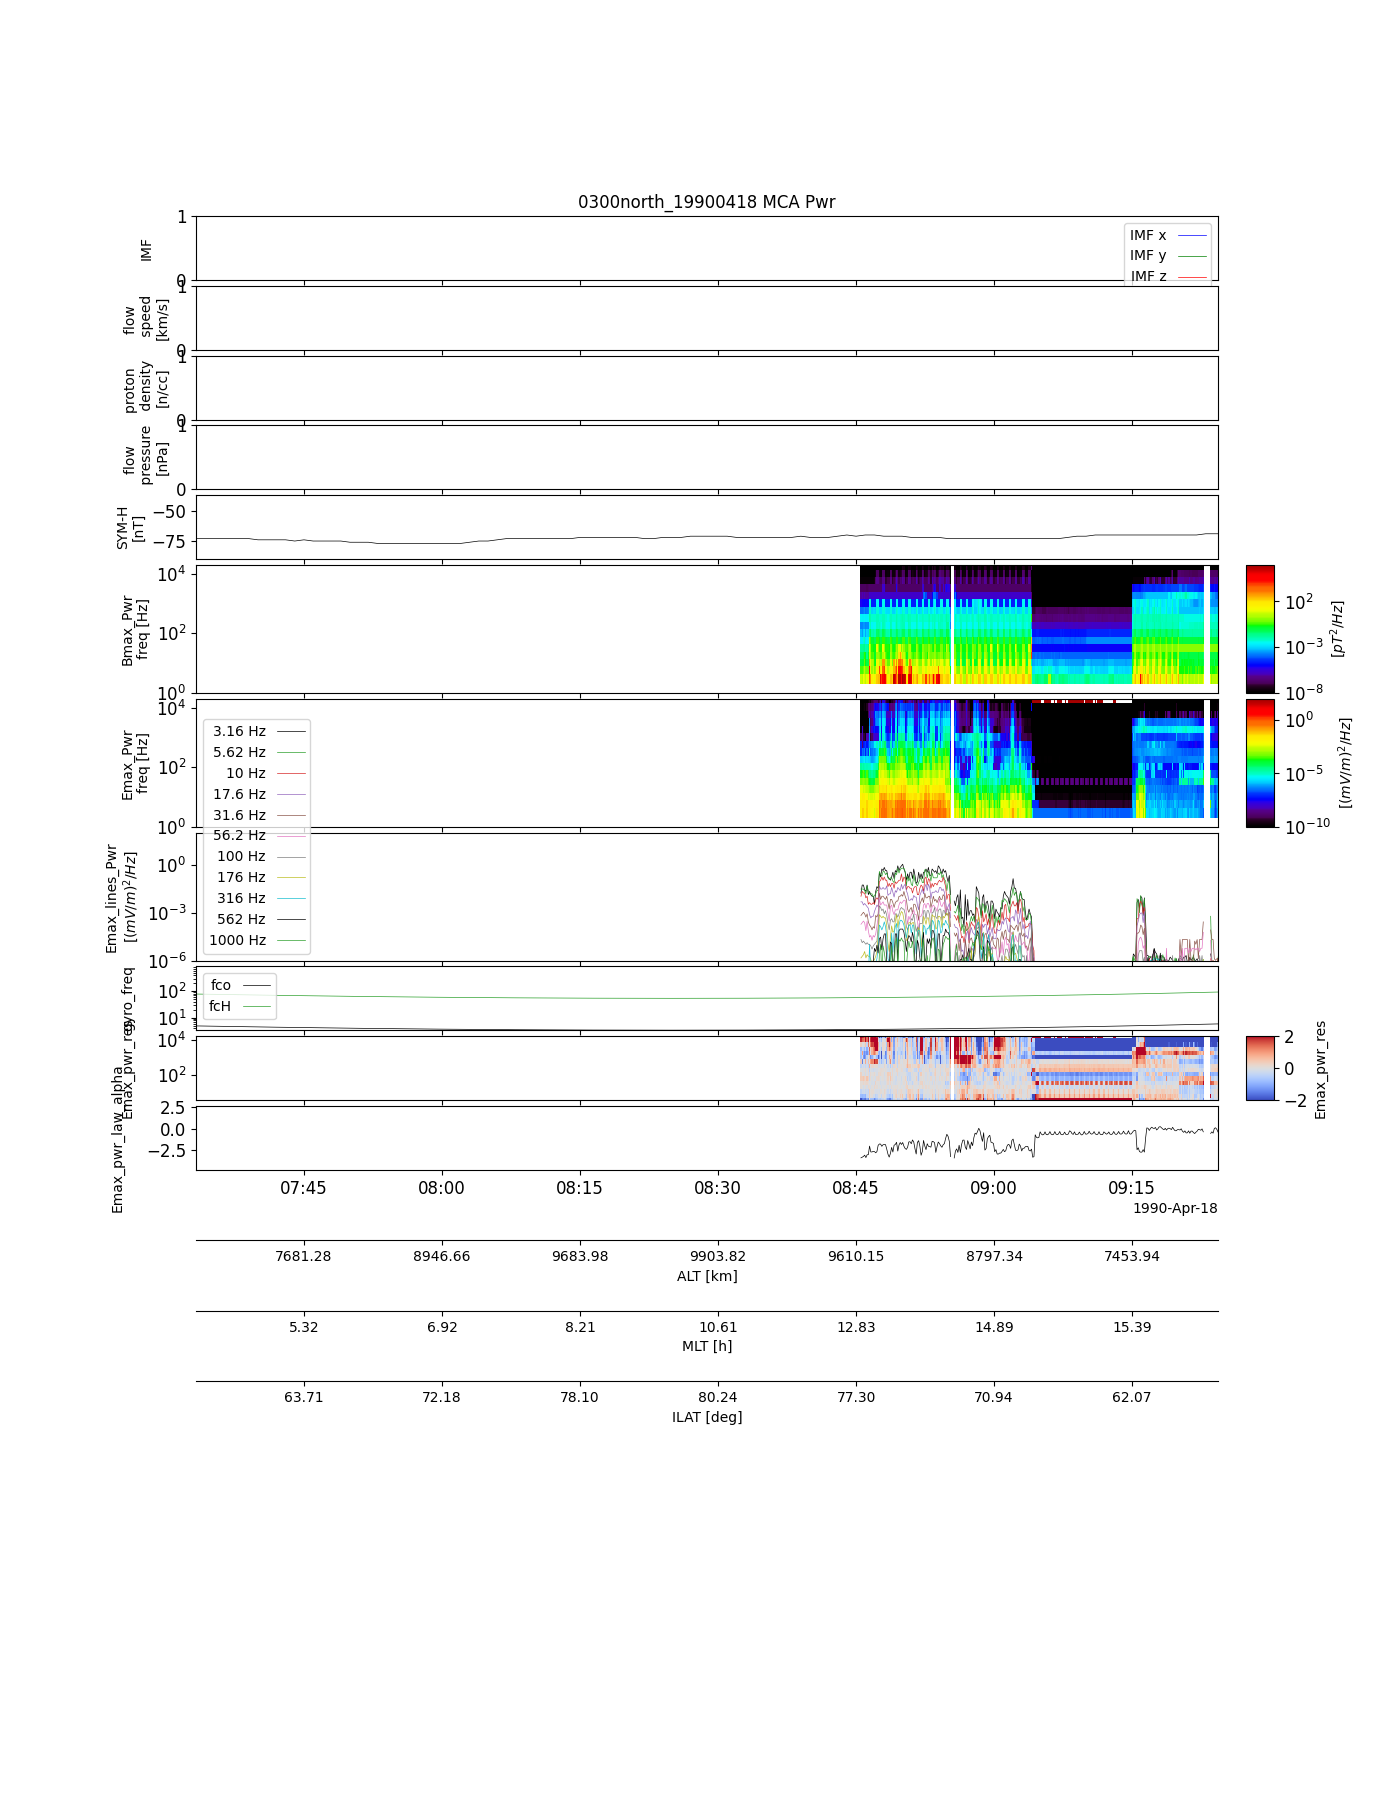 0300north_19900418 MCA Pwr
1
0
IMF
IMF x
IMF y
IMF z
1
0
flow
speed
[km/s]
1
0
proton
density
[n/cc]
1
0
flow
pressure
[nPa]
−50
−75
SYM-H
[nT]
10^4
10^2
10^0
Bmax_Pwr
freq [Hz]
10^2
10^−3
10^−8
[pT^2/Hz]
10^4
10^2
10^0
Emax_Pwr
freq [Hz]
10^0
10^−5
10^−10
[(mV/m)^2/Hz]
3.16 Hz
5.62 Hz
10 Hz
17.6 Hz
31.6 Hz
56.2 Hz
100 Hz
176 Hz
316 Hz
562 Hz
1000 Hz
10^0
10^−3
10^−6
Emax_lines_Pwr
[(mV/m)^2/Hz]
fco
fcH
10^2
10^1
gyro_freq
10^4
10^2
Emax_pwr_res
2
0
−2
Emax_pwr_res
2.5
0.0
−2.5
Emax_pwr_law_alpha
07:45 08:00 08:15 08:30 08:45 09:00 09:15
1990-Apr-18
7681.28 8946.66 9683.98 9903.82 9610.15 8797.34 7453.94
ALT [km]
5.32 6.92 8.21 10.61 12.83 14.89 15.39
MLT [h]
63.71 72.18 78.10 80.24 77.30 70.94 62.07
ILAT [deg]